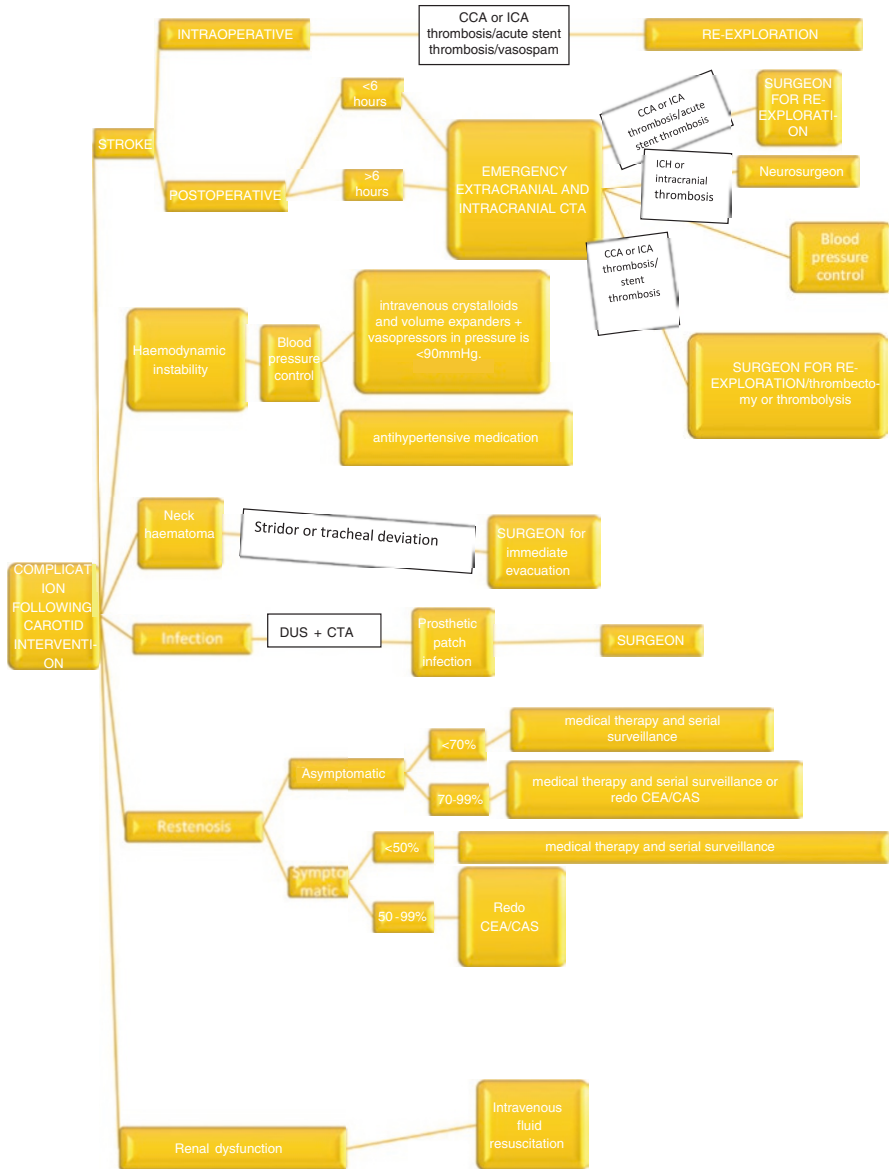 COMPLICAT
ION
FOLLOWING
CAROTID
INTERVENTI-
ON
STROKE
INTRAOPERATIVE
CCA or ICA
thrombosis/acute stent
thrombosis/vasospam
RE-EXPLORATION
POSTOPERATIVE
<6
hours
>6
hours
EMERGENCY
EXTRACRANIAL AND
INTRACRANIAL CTA
CCA or ICA
thrombosis/acute
stent thrombosis
SURGEON
FOR RE-
EXPLORATI-
ON
ICH or
intracranial
thrombosis
Neurosurgeon
Blood
pressure
control
CCA or ICA
thrombosis/
stent
thrombosis
SURGEON FOR RE-
EXPLORATION/thrombecto-
my or thrombolysis
Haemodynamic
instability
Blood
pressure
control
intravenous crystalloids
and volume expanders +
vasopressors in pressure is
<90mmHg.
antihypertensive medication
Neck
haematoma
Stridor or tracheal deviation
SURGEON for
immediate
evacuation
Infection
DUS + CTA
Prosthetic
patch
infection
SURGEON
Restenosis
Asymptomatic
<70%
medical therapy and serial
surveillance
70-99%
medical therapy and serial surveillance or
redo CEA/CAS
Sympto
matic
<50%
medical therapy and serial surveillance
50-99%
Redo
CEA/CAS
Renal dysfunction
Intravenous
fluid
resuscitation